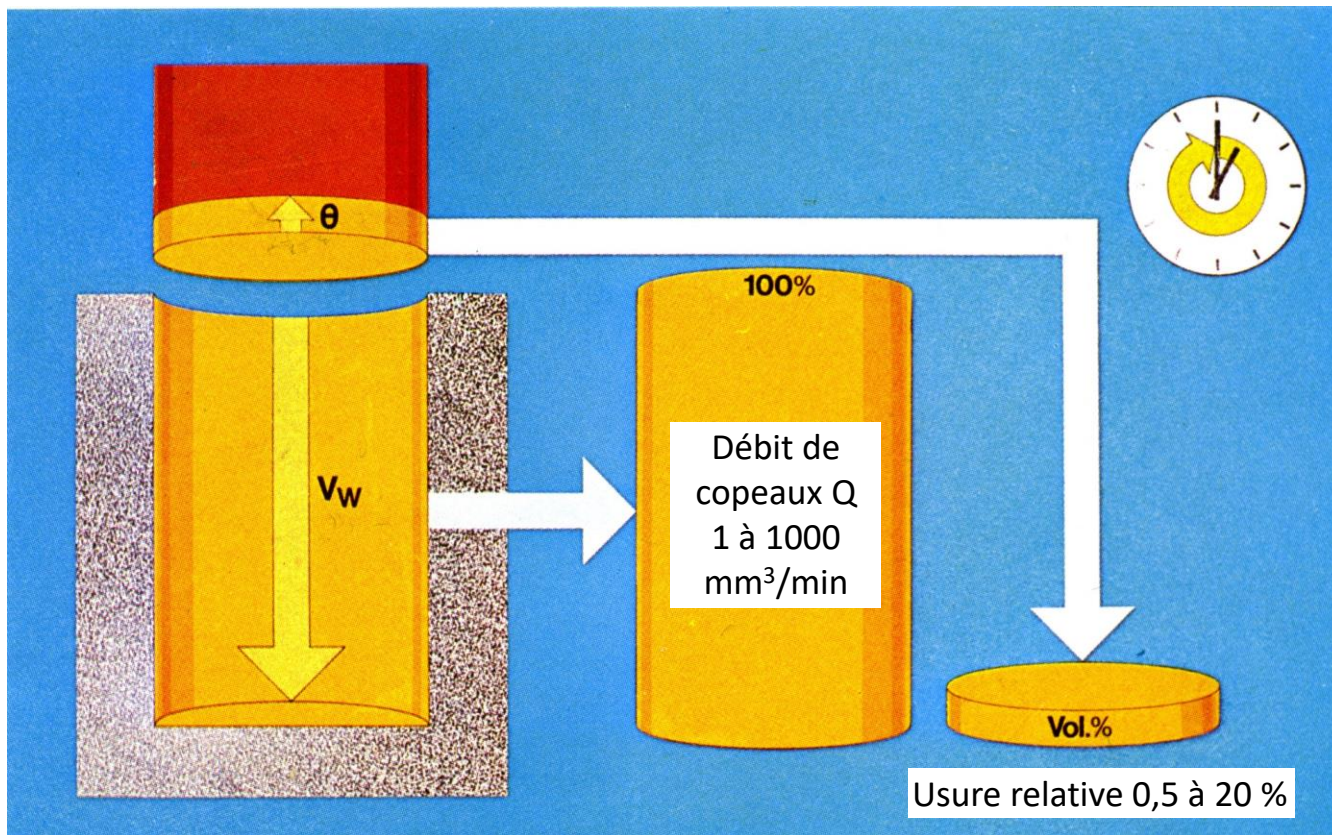 θ
V_W
100%
Débit de
copeaux Q
1 à 1000
mm³/min
Vol.%
Usure relative 0,5 à 20 %